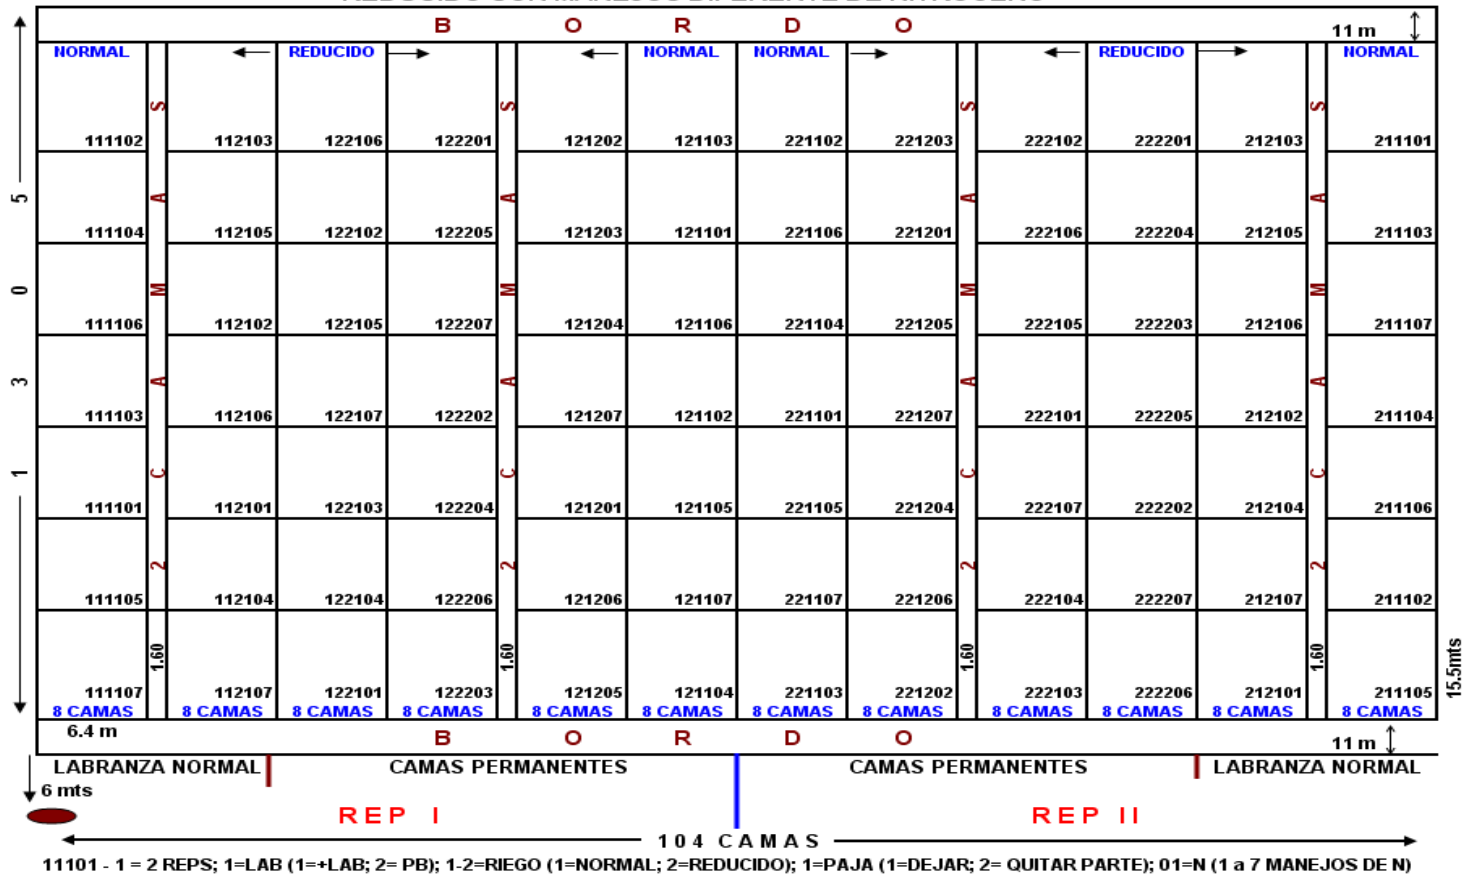 B O R D O
11 m
NORMAL REDUCIDO NORMAL NORMAL REDUCIDO NORMAL
111102 112103 122106 122201 121202 121103 221102 221203 222102 222201 212103 211101
111104 112105 122102 122205 121203 121101 221106 221201 222106 222204 212105 211103
111106 112102 122105 122207 121204 121106 221104 221205 222105 222203 212106 211107
111103 112106 122107 122202 121207 121102 221101 221207 222101 222205 212102 211104
111101 112101 122103 122204 121201 121105 221105 221204 222107 222202 212104 211106
111105 112104 122104 122206 121206 121107 221107 221206 222104 222207 212107 211102
111107 112107 122101 122203 121205 121104 221103 221202 222103 222206 212101 211105
8 CAMAS 8 CAMAS 8 CAMAS 8 CAMAS 8 CAMAS 8 CAMAS 8 CAMAS 8 CAMAS 8 CAMAS 8 CAMAS 8 CAMAS 8 CAMAS
1 3 0 5
1.60 2 C A M A S
1.60 2 C A M A S
1.60 2 C A M A S
1.60 2 C A M A S
15.5mts
6.4 m
B O R D O
11 m
LABRANZA NORMAL CAMAS PERMANENTES CAMAS PERMANENTES LABRANZA NORMAL
6 mts
REP I REP II
104 CAMAS
11101 - 1 = 2 REPS; 1=LAB (1=+LAB; 2= PB); 1-2=RIEGO (1=NORMAL; 2=REDUCIDO); 1=PAJA (1=DEJAR; 2= QUITAR PARTE); 01=N (1 a 7 MANEJOS DE N)